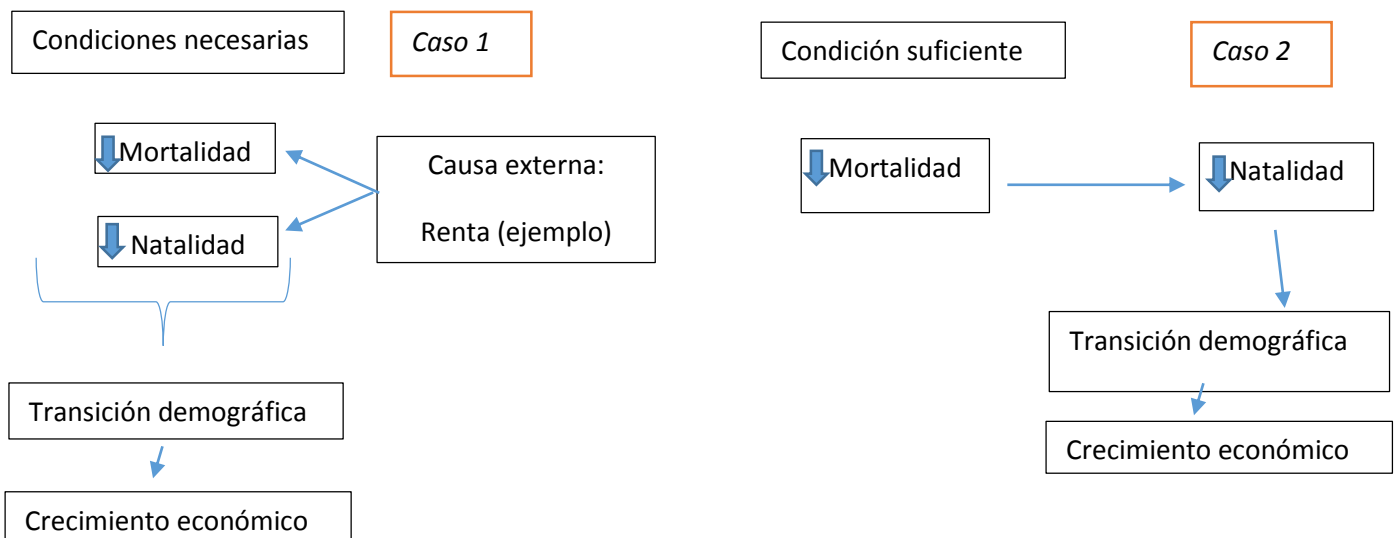 Condiciones necesarias
Caso 1
Mortalidad
Natalidad
Causa externa:
Renta (ejemplo)
Transición demográfica
Crecimiento económico
Condición suficiente
Caso 2
Mortalidad
Natalidad
Transición demográfica
Crecimiento económico